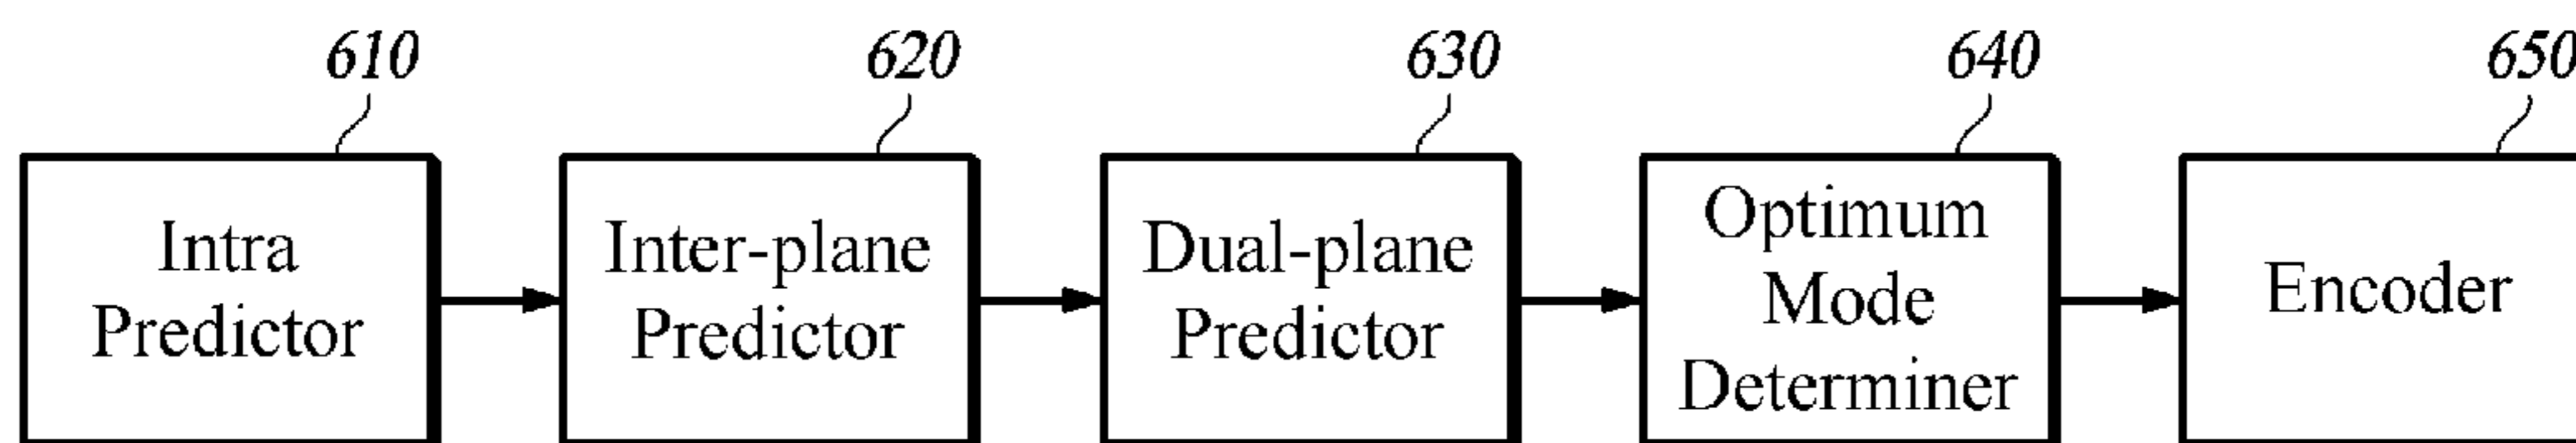 610 620 630 640 650
Intra
Predictor
Inter-plane
Predictor
Dual-plane
Predictor
Optimum
Mode
Determiner
Encoder